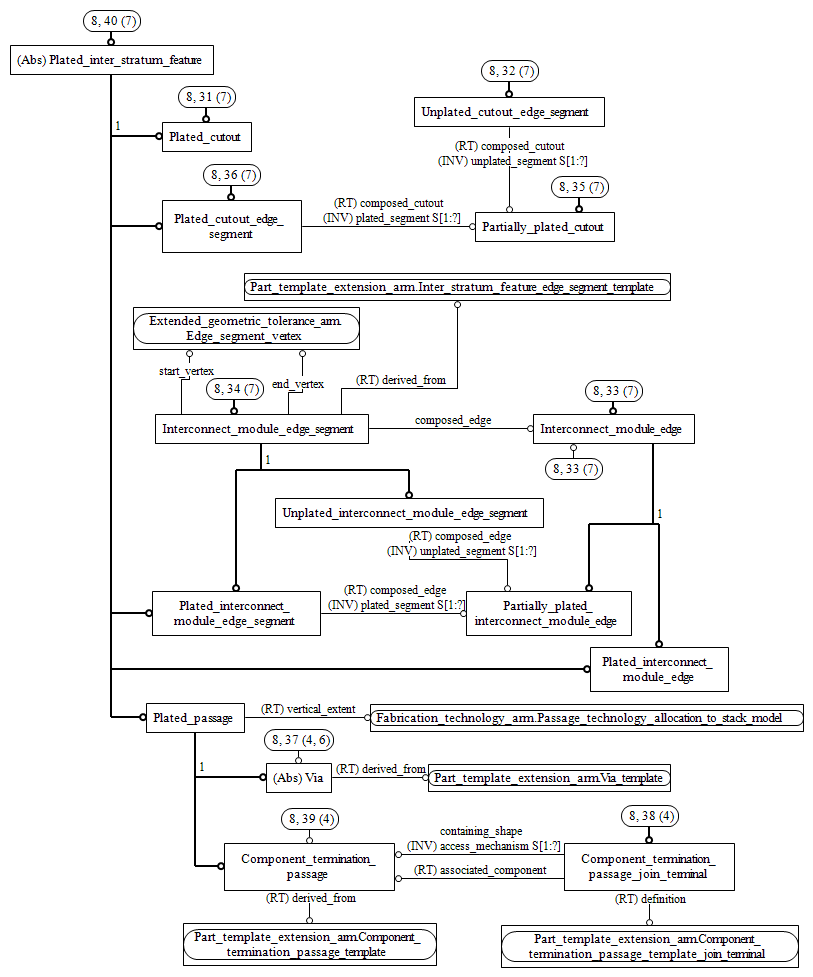 8, 40 (7)
(Abs) Plated_inter_stratum_feature
8, 32 (7)
8, 31 (7)
Unplated_cutout_edge_segment
1
Plated_cutout
(RT) composed_cutout
(INV) unplated_segment S[1:?]
8, 36 (7)
8, 35 (7)
(RT) composed_cutout
(INV) plated_segment S[1:?]
Plated_cutout_edge_
segment
Partially_plated_cutout
Part_template_extension_arm.Inter_stratum_feature_edge_segment_template
Extended_geometric_tolerance_arm.
Edge_segment_vertex
start_vertex
end_vertex
(RT) derived_from
8, 34 (7)
8, 33 (7)
Interconnect_module_edge_segment
composed_edge
Interconnect_module_edge
1
8, 33 (7)
Unplated_interconnect_module_edge_segment
1
(RT) composed_edge
(INV) unplated_segment S[1:?]
(RT) composed_edge
(INV) plated_segment S[1:?]
Plated_interconnect_
module_edge_segment
Partially_plated_
interconnect_module_edge
Plated_interconnect_
module_edge
Plated_passage
(RT) vertical_extent
Fabrication_technology_arm.Passage_technology_allocation_to_stack_model
8, 37 (4, 6)
1
(Abs) Via
(RT) derived_from
Part_template_extension_arm.Via_template
8, 39 (4)
8, 38 (4)
Component_termination_
passage
containing_shape
(INV) access_mechanism S[1:?]
(RT) associated_component
Component_termination_
passage_join_terminal
(RT) derived_from
(RT) definition
Part_template_extension_arm.Component_
termination_passage_template
Part_template_extension_arm.Component_
termination_passage_template_join_terminal